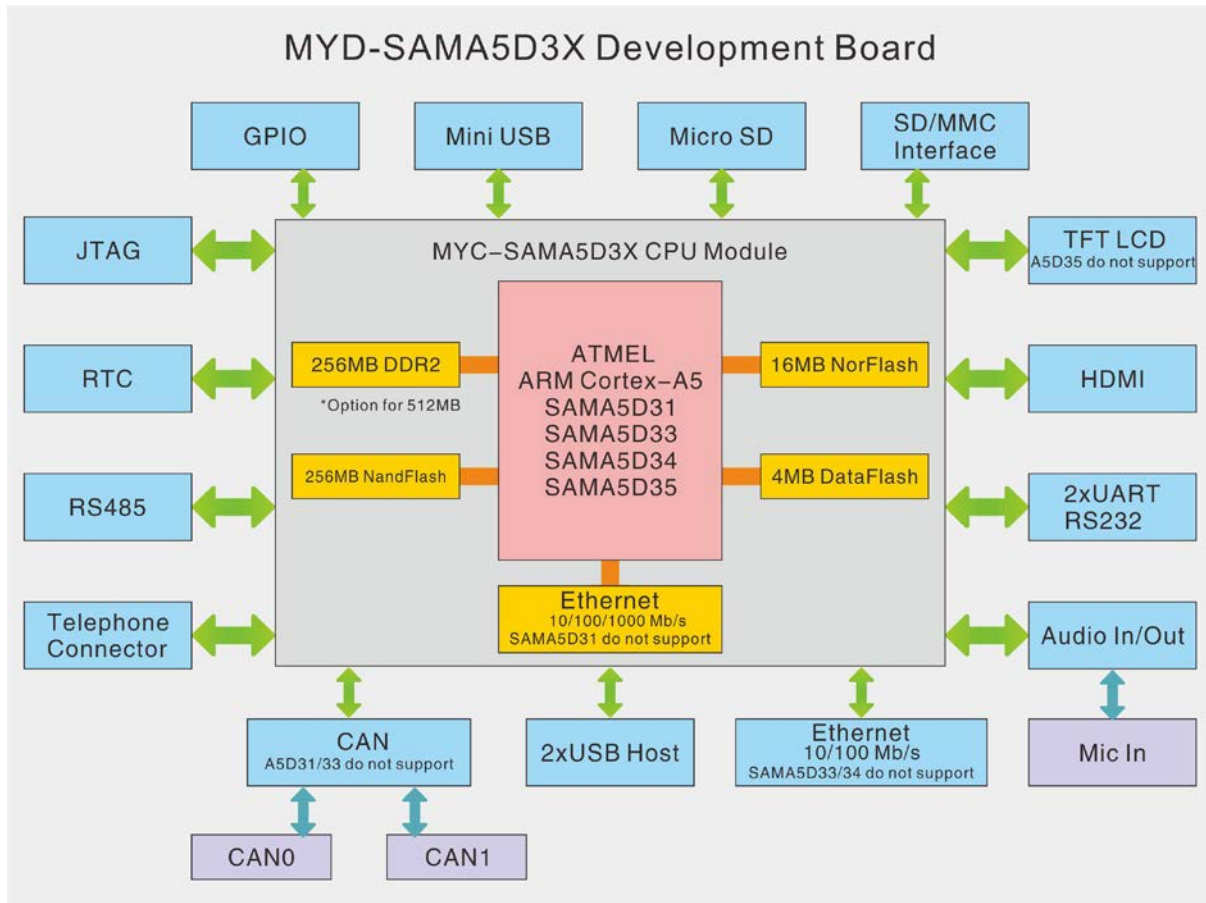 MYD-SAMA5D3X Development Board
GPIO
Mini USB
Micro SD
SD/MMC
Interface
JTAG
MYC-SAMA5D3X CPU Module
TFT LCD
A5D35 do not support
RTC
256MB DDR2
*Option for 512MB
ATMEL
ARM Cortex-A5
SAMA5D31
SAMA5D33
SAMA5D34
SAMA5D35
16MB NorFlash
HDMI
RS485
256MB NandFlash
4MB DataFlash
2xUART
RS232
Telephone
Connector
Ethernet
10/100/1000 Mb/s
SAMA5D31 do not support
Audio In/Out
CAN
A5D31/33 do not support
2xUSB Host
Ethernet
10/100 Mb/s
SAMA5D33/34 do not support
Mic In
CAN0
CAN1